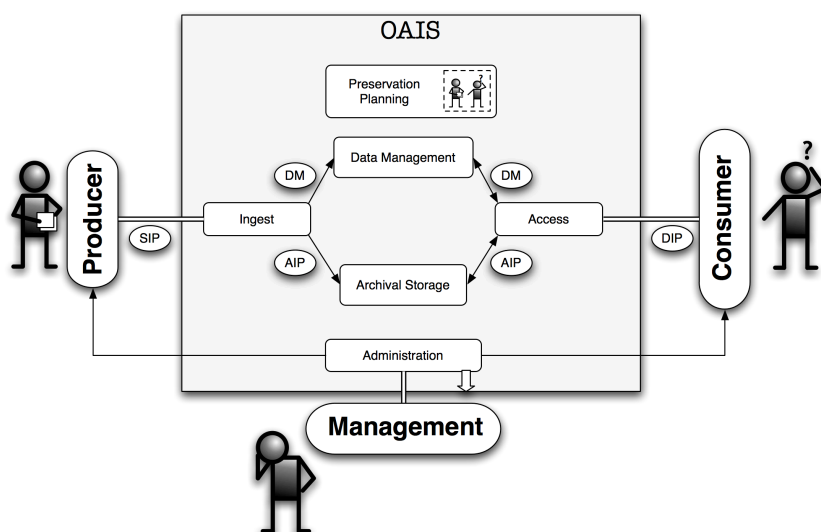 OAIS
Preservation
Planning
?
Data Management
DM
DM
?
Producer
SIP
Ingest
Access
DIP
Consumer
AIP
AIP
Archival Storage
Administration
Management